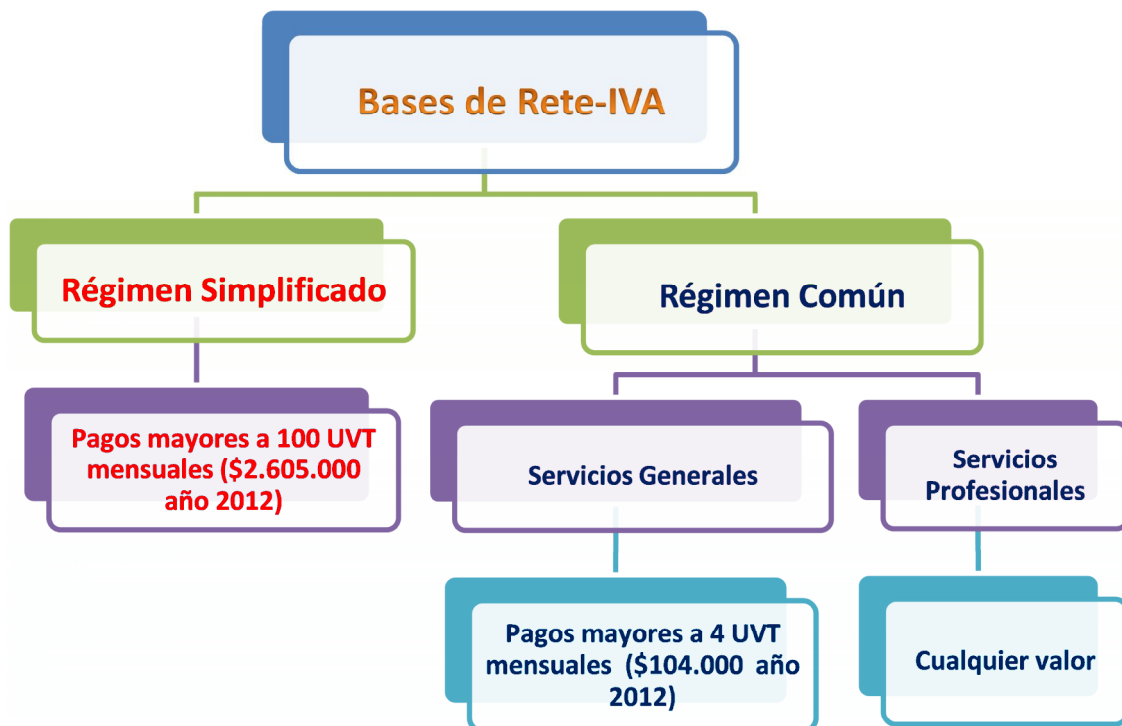 Bases de Rete-IVA
Régimen Simplificado
Régimen Común
Pagos mayores a 100 UVT
mensuales ($2.605.000
año 2012)
Servicios Generales
Servicios
Profesionales
Pagos mayores a 4 UVT
mensuales ($104.000 año
2012)
Cualquier valor